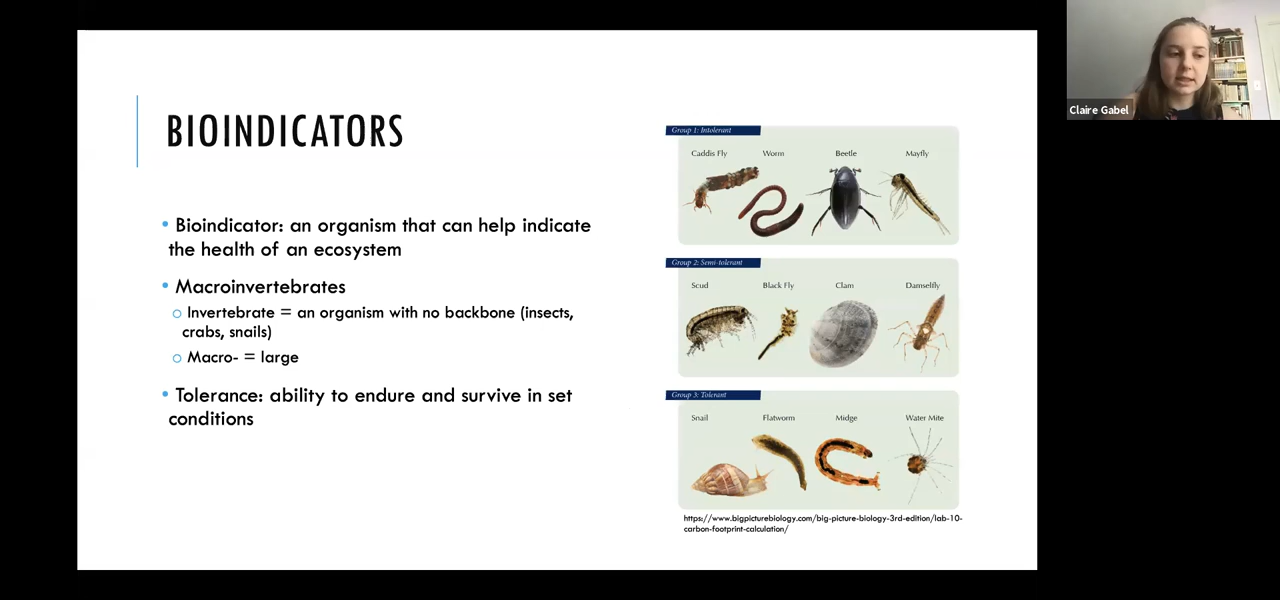 BIOINDICATORS
• Bioindicator: an organism that can help indicate
the health of an ecosystem
• Macroinvertebrates
○ Invertebrate = an organism with no backbone (insects,
crabs, snails)
○ Macro- = large
• Tolerance: ability to endure and survive in set
conditions
Group 1: Intolerant
Caddis Fly Worm Beetle Mayfly
Group 2: Semi-tolerant
Scud Black Fly Clam Damselfly
Group 3: Tolerant
Snail Flatworm Midge Water Mite
https://www.bigpicturebiology.com/big-picture-biology-3rd-edition/lab-10-
carbon-footprint-calculation/
Claire Gabel